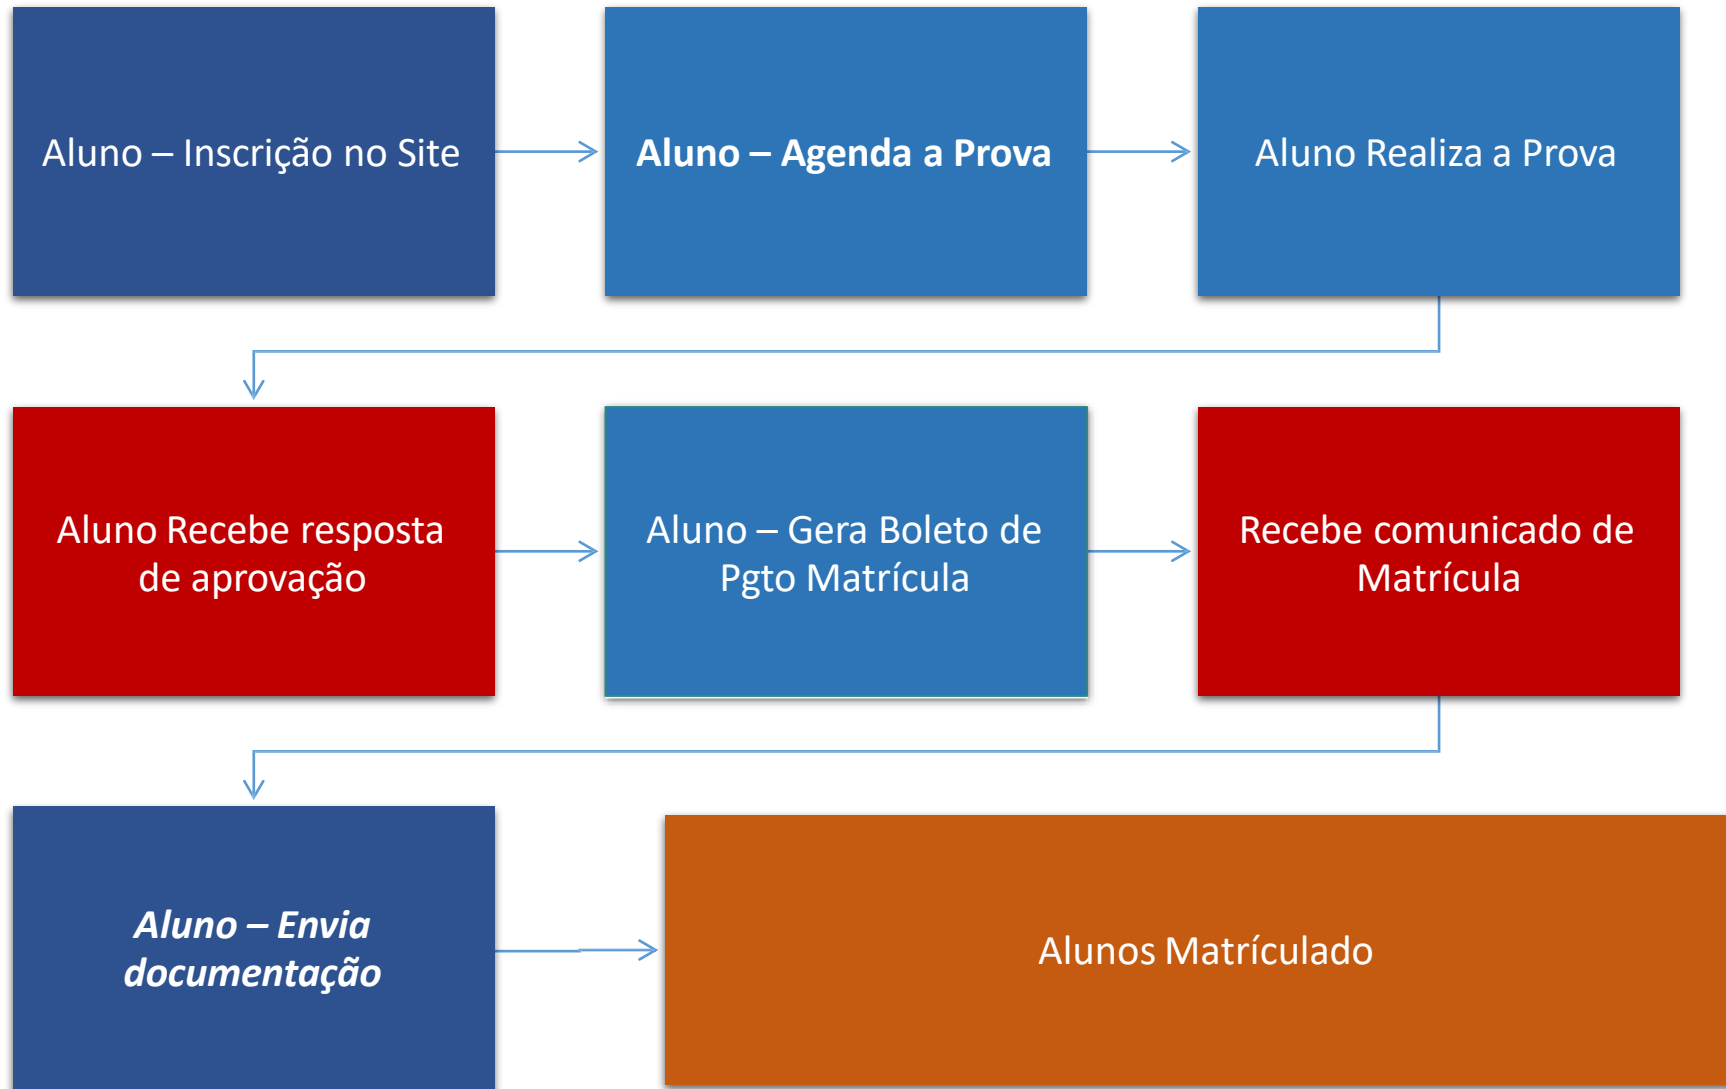 Aluno – Inscrição no Site
Aluno – Agenda a Prova
Aluno Realiza a Prova
Aluno Recebe resposta
de aprovação
Aluno – Gera Boleto de
Pgto Matrícula
Recebe comunicado de
Matrícula
Aluno – Envia
documentação
Alunos Matrículado